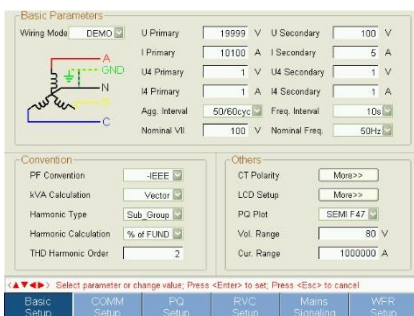 Basic Parameters
Wiring Mode DEMO
A
GND
N
B
C
U Primary 19999 V U Secondary 100 V
I Primary 10100 A I Secondary 5 A
U4 Primary 1 V U4 Secondary 1 V
I4 Primary 1 A I4 Secondary 1 A
Agg. Interval 50/60cyc Freq. Interval 10s
Nominal Vll 100 V Nominal Freq. 50Hz
Convention
PF Convention -IEEE
kVA Calculation Vector
Harmonic Type Sub_Group
Harmonic Calculation % of FUND
THD Harmonic Order 2
Others
CT Polarity More>>
LCD Setup More>>
PQ Plot SEMI F47
Vol. Range 80 V
Cur. Range 1000000 A
<▲▼◀▶> Select parameter or change value; Press <Enter> to set; Press <Esc> to cancel
Basic Setup COMM Setup PQ Setup RVC Setup Mains Signaling WFR Setup